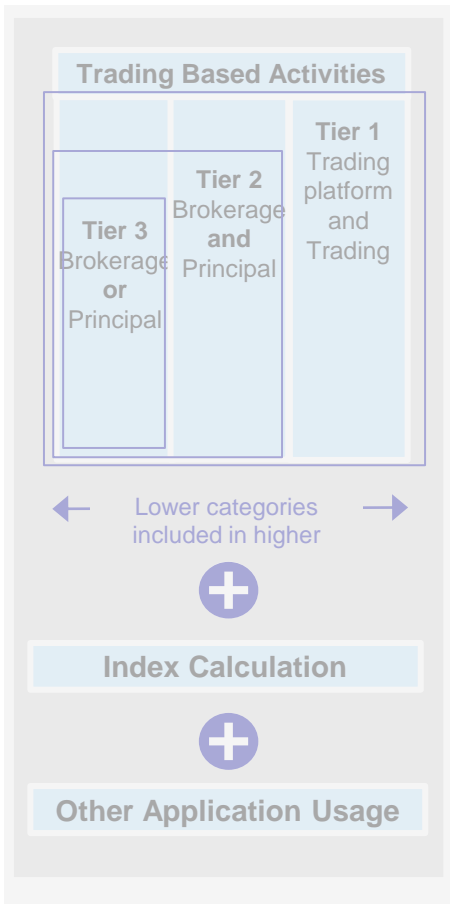 Trading Based Activities
Tier 3
Brokerage
or
Principal
Tier 2
Brokerage
and
Principal
Tier 1
Trading
platform
and
Trading
Lower categories
included in higher
Index Calculation
Other Application Usage